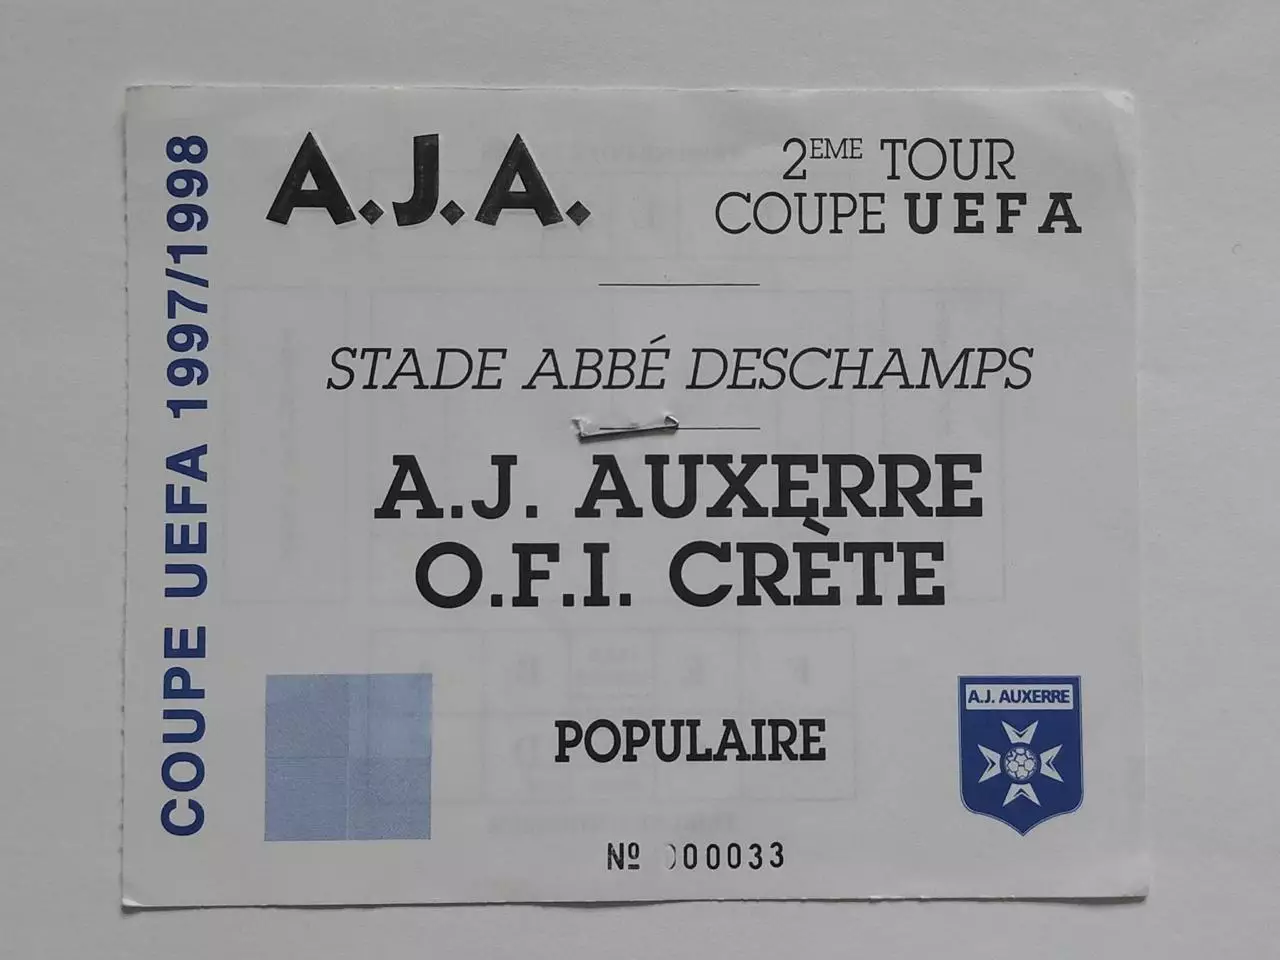 COUPE UEFA 1997/1998
A.J.A.
2EME TOUR
COUPE UEFA
STADE ABBÉ DESCHAMPS
A.J. AUXERRE
O.F.I. CRÈTE
POPULAIRE
A.J. AUXERRE
Nº 000033